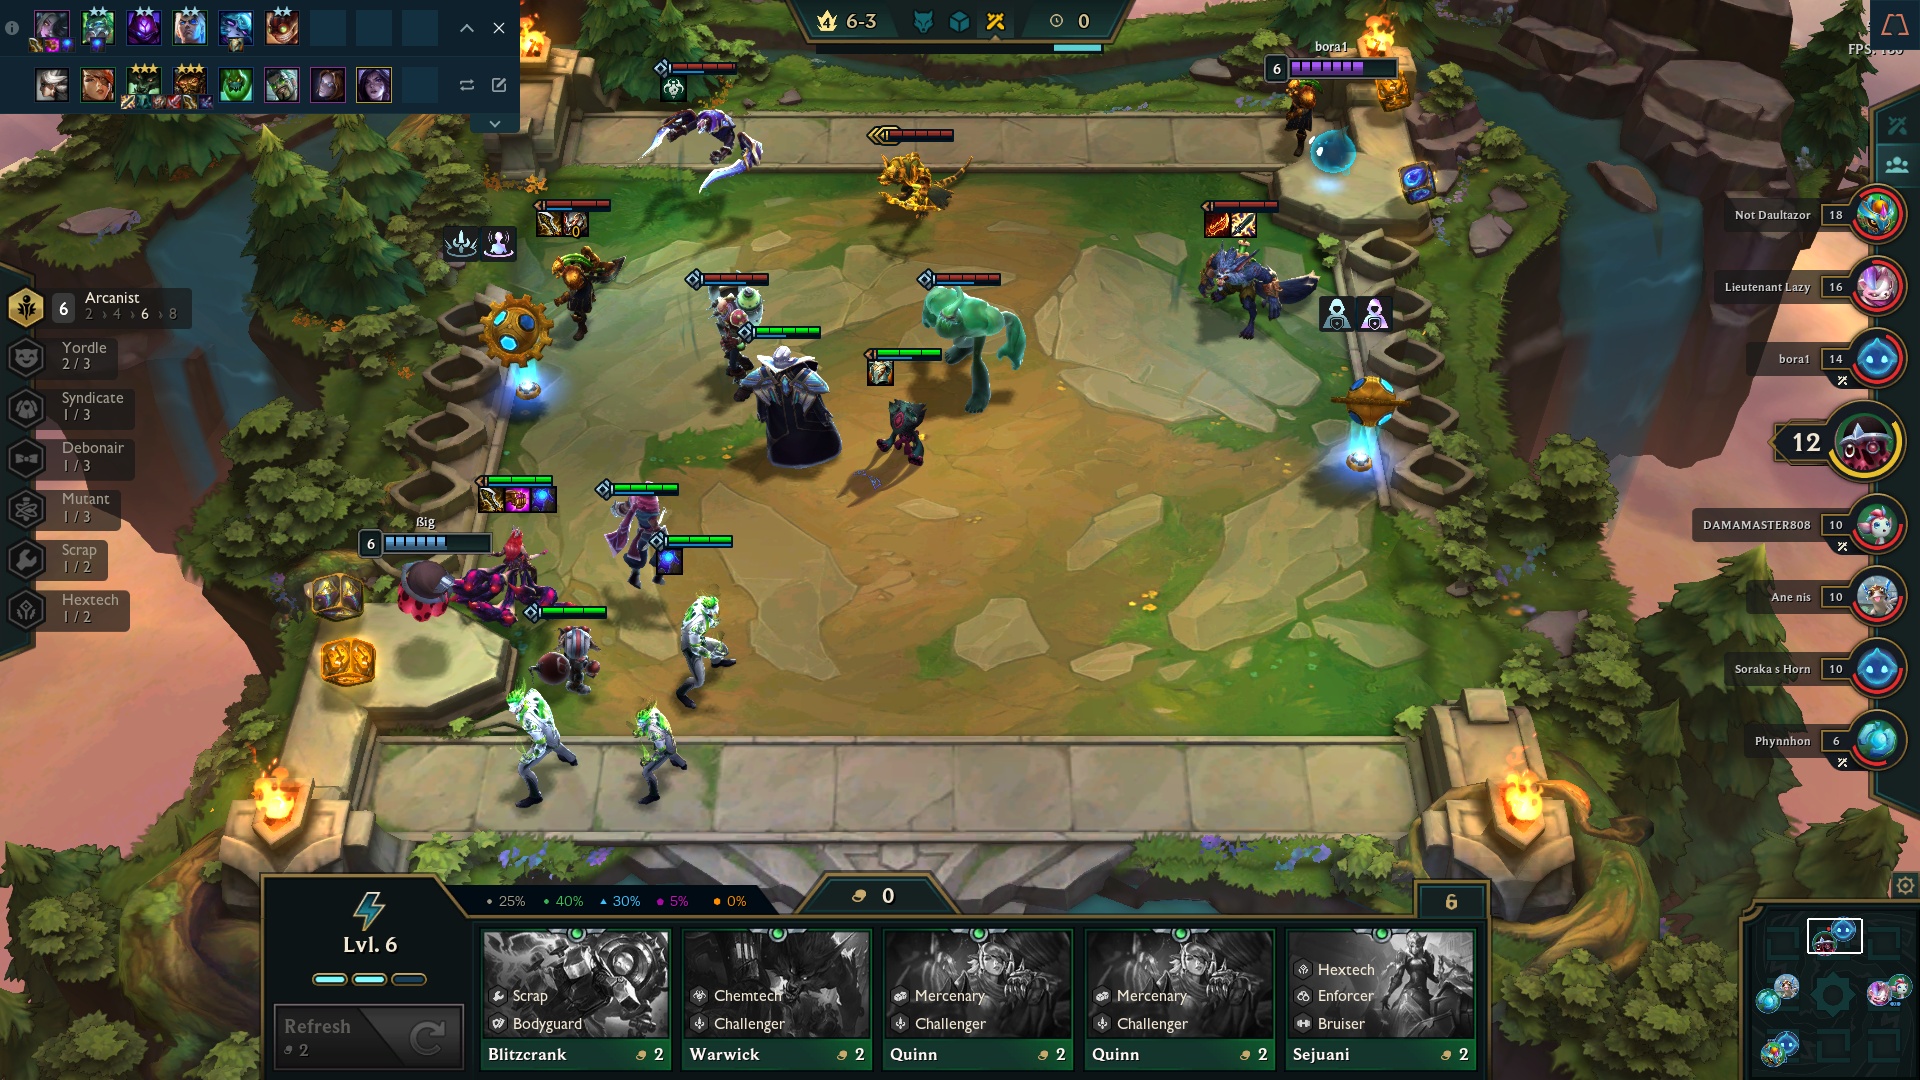 6-3
0
FPS:
bora1
6
Not Daultazor 18
Lieutenant Lazy 16
bora1 14
12
DAMAMASTER808 10
Ane nis 10
Soraka s Horn 10
Phynnhon 6
6 Arcanist
2 › 4 › 6 › 8
Yordle
2 / 3
Syndicate
1 / 3
Debonair
1 / 3
Mutant
1 / 3
Scrap
1 / 2
Hextech
1 / 2
0
ßig
6
25% 40% 30% 5% 0%
0
6
Lvl. 6
Refresh
2
Scrap
Bodyguard
Blitzcrank 2
Chemtech
Challenger
Warwick 2
Mercenary
Challenger
Quinn 2
Mercenary
Challenger
Quinn 2
Hextech
Enforcer
Bruiser
Sejuani 2